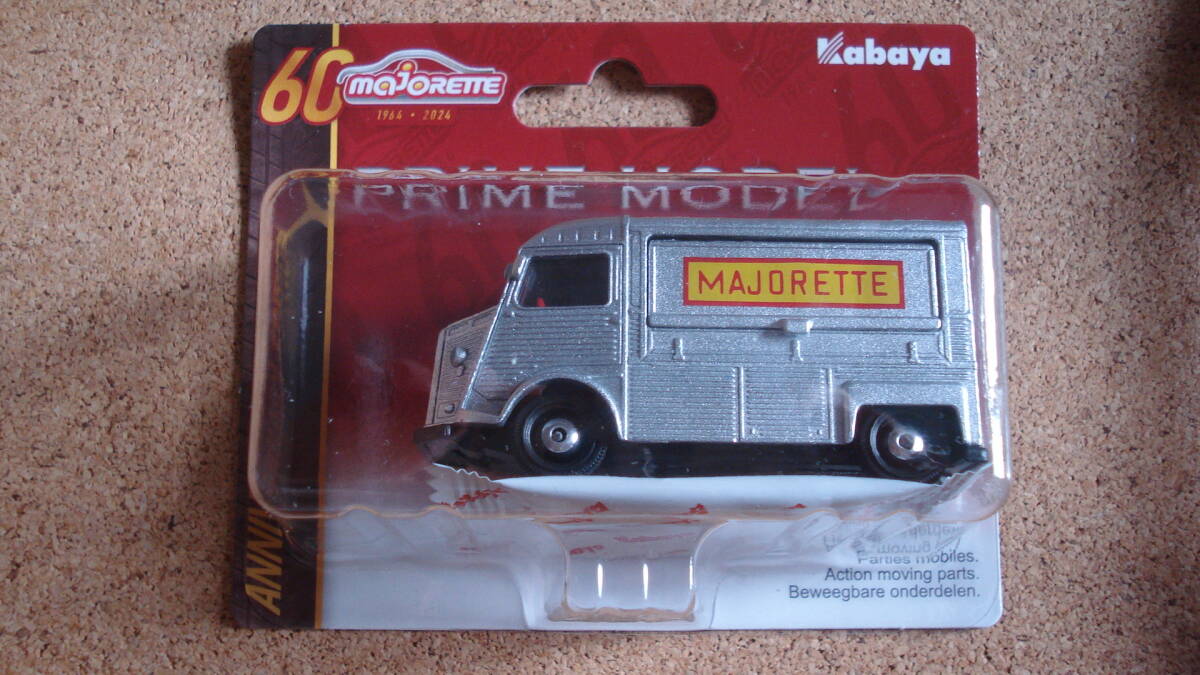 60
MAJORETTE
1964 • 2024
Kabaya
PRIME MODEL
MAJORETTE
Parties mobiles.
Action moving parts.
Beweegbare onderdelen.